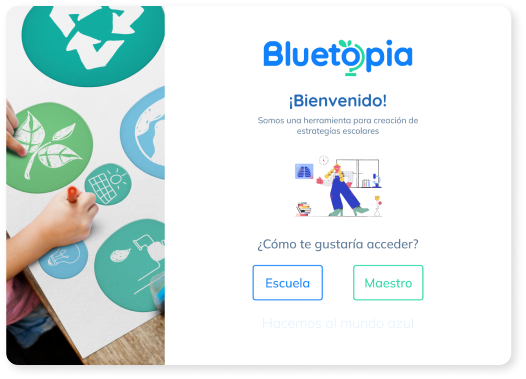 Bluetopia
¡Bienvenido!
Somos una herramienta para creación de
estrategías escolares
¿Cómo te gustaría acceder?
Escuela
Maestro
Hacemos al mundo azul